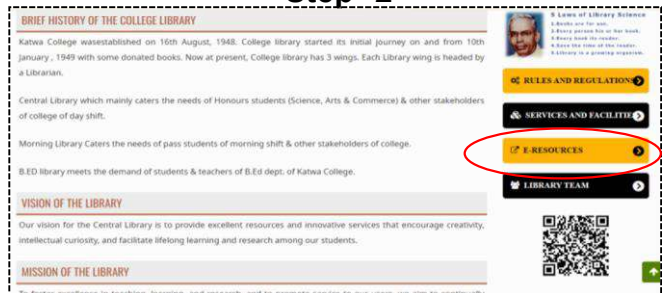 BRIEF HISTORY OF THE COLLEGE LIBRARY
Katwa College wasestablished on 16th August, 1948. College library started its initial journey on and from 10th
January , 1949 with some donated books. Now at present, College library has 3 wings. Each Library wing is headed by
a Librarian.
Central Library which mainly caters the needs of Honours students (Science, Arts & Commerce) & other stakeholders
of college of day shift.
Morning Library Caters the needs of pass students of morning shift & other stakeholders of college.
B.ED library meets the demand of students & teachers of B.Ed dept. of Katwa College.
VISION OF THE LIBRARY
Our vision for the Central Library is to provide excellent resources and innovative services that encourage creativity,
intellectual curiosity, and facilitate lifelong learning and research among our students.
MISSION OF THE LIBRARY
5 Laws of Library Science
1.Books are for use.
2.Every person his or her book.
3.Every book its reader.
4.Save the time of the reader.
5.Library is a growing organism.
RULES AND REGULATIONS
SERVICES AND FACILITIE
E-RESOURCES
LIBRARY TEAM